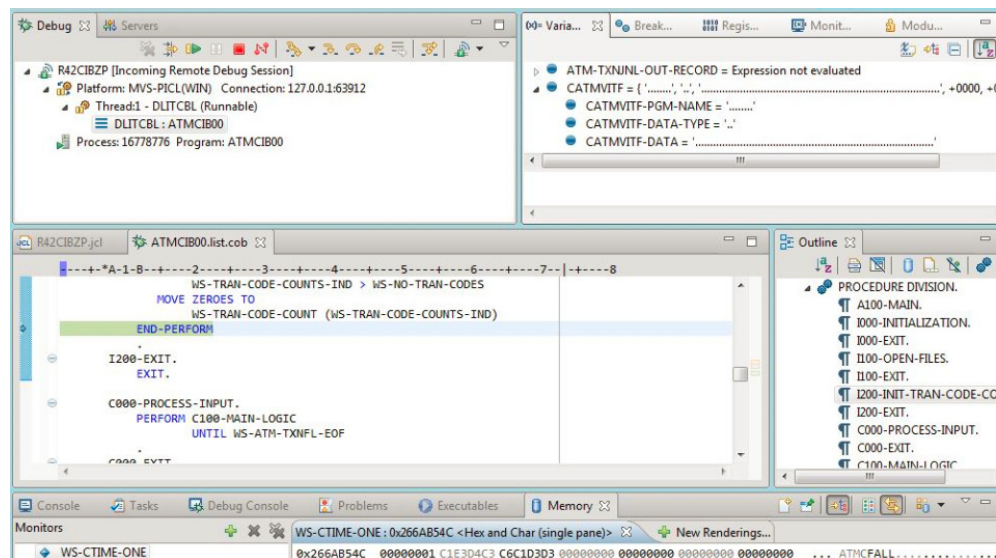 Debug
Servers
R42CIBZP [Incoming Remote Debug Session]
Platform: MVS-PICL(WIN) Connection: 127.0.0.1:63912
Thread:1 - DLITCBL (Runnable)
DLITCBL : ATMCIB00
Process: 16778776 Program: ATMCIB00
(x)= Varia...
Break...
Regis...
Monit...
Modu...
ATM-TXNJNL-OUT-RECORD = Expression not evaluated
CATMVITF-PGM-NAME = '........'
CATMVITF-DATA-TYPE = '..'
R42CIBZP.jcl
ATMCIB00.list.cob
----+-*A-1-B--+----2----+----3----+----4----+----5----+----6----+----7--|-+----8
WS-TRAN-CODE-COUNTS-IND > WS-NO-TRAN-CODES
MOVE ZEROES TO
WS-TRAN-CODE-COUNT (WS-TRAN-CODE-COUNTS-IND)
END-PERFORM
.
I200-EXIT.
EXIT.
C000-PROCESS-INPUT.
PERFORM C100-MAIN-LOGIC
UNTIL WS-ATM-TXNFL-EOF
.
Outline
PROCEDURE DIVISION.
A100-MAIN.
I000-INITIALIZATION.
I000-EXIT.
I100-OPEN-FILES.
I100-EXIT.
I200-INIT-TRAN-CODE-CO
I200-EXIT.
C000-PROCESS-INPUT.
C000-EXIT.
C100-MAIN-LOGIC
Console
Tasks
Debug Console
Problems
Executables
Memory
Monitors
WS-CTIME-ONE
WS-CTIME-ONE : 0x266AB54C <Hex and Char (single pane)>
New Renderings...
0x266AB54C 00000001 C1E3D4C3 C6C1D3D3 00000000 00000000 00000000 00000000 ... ATMCFALL